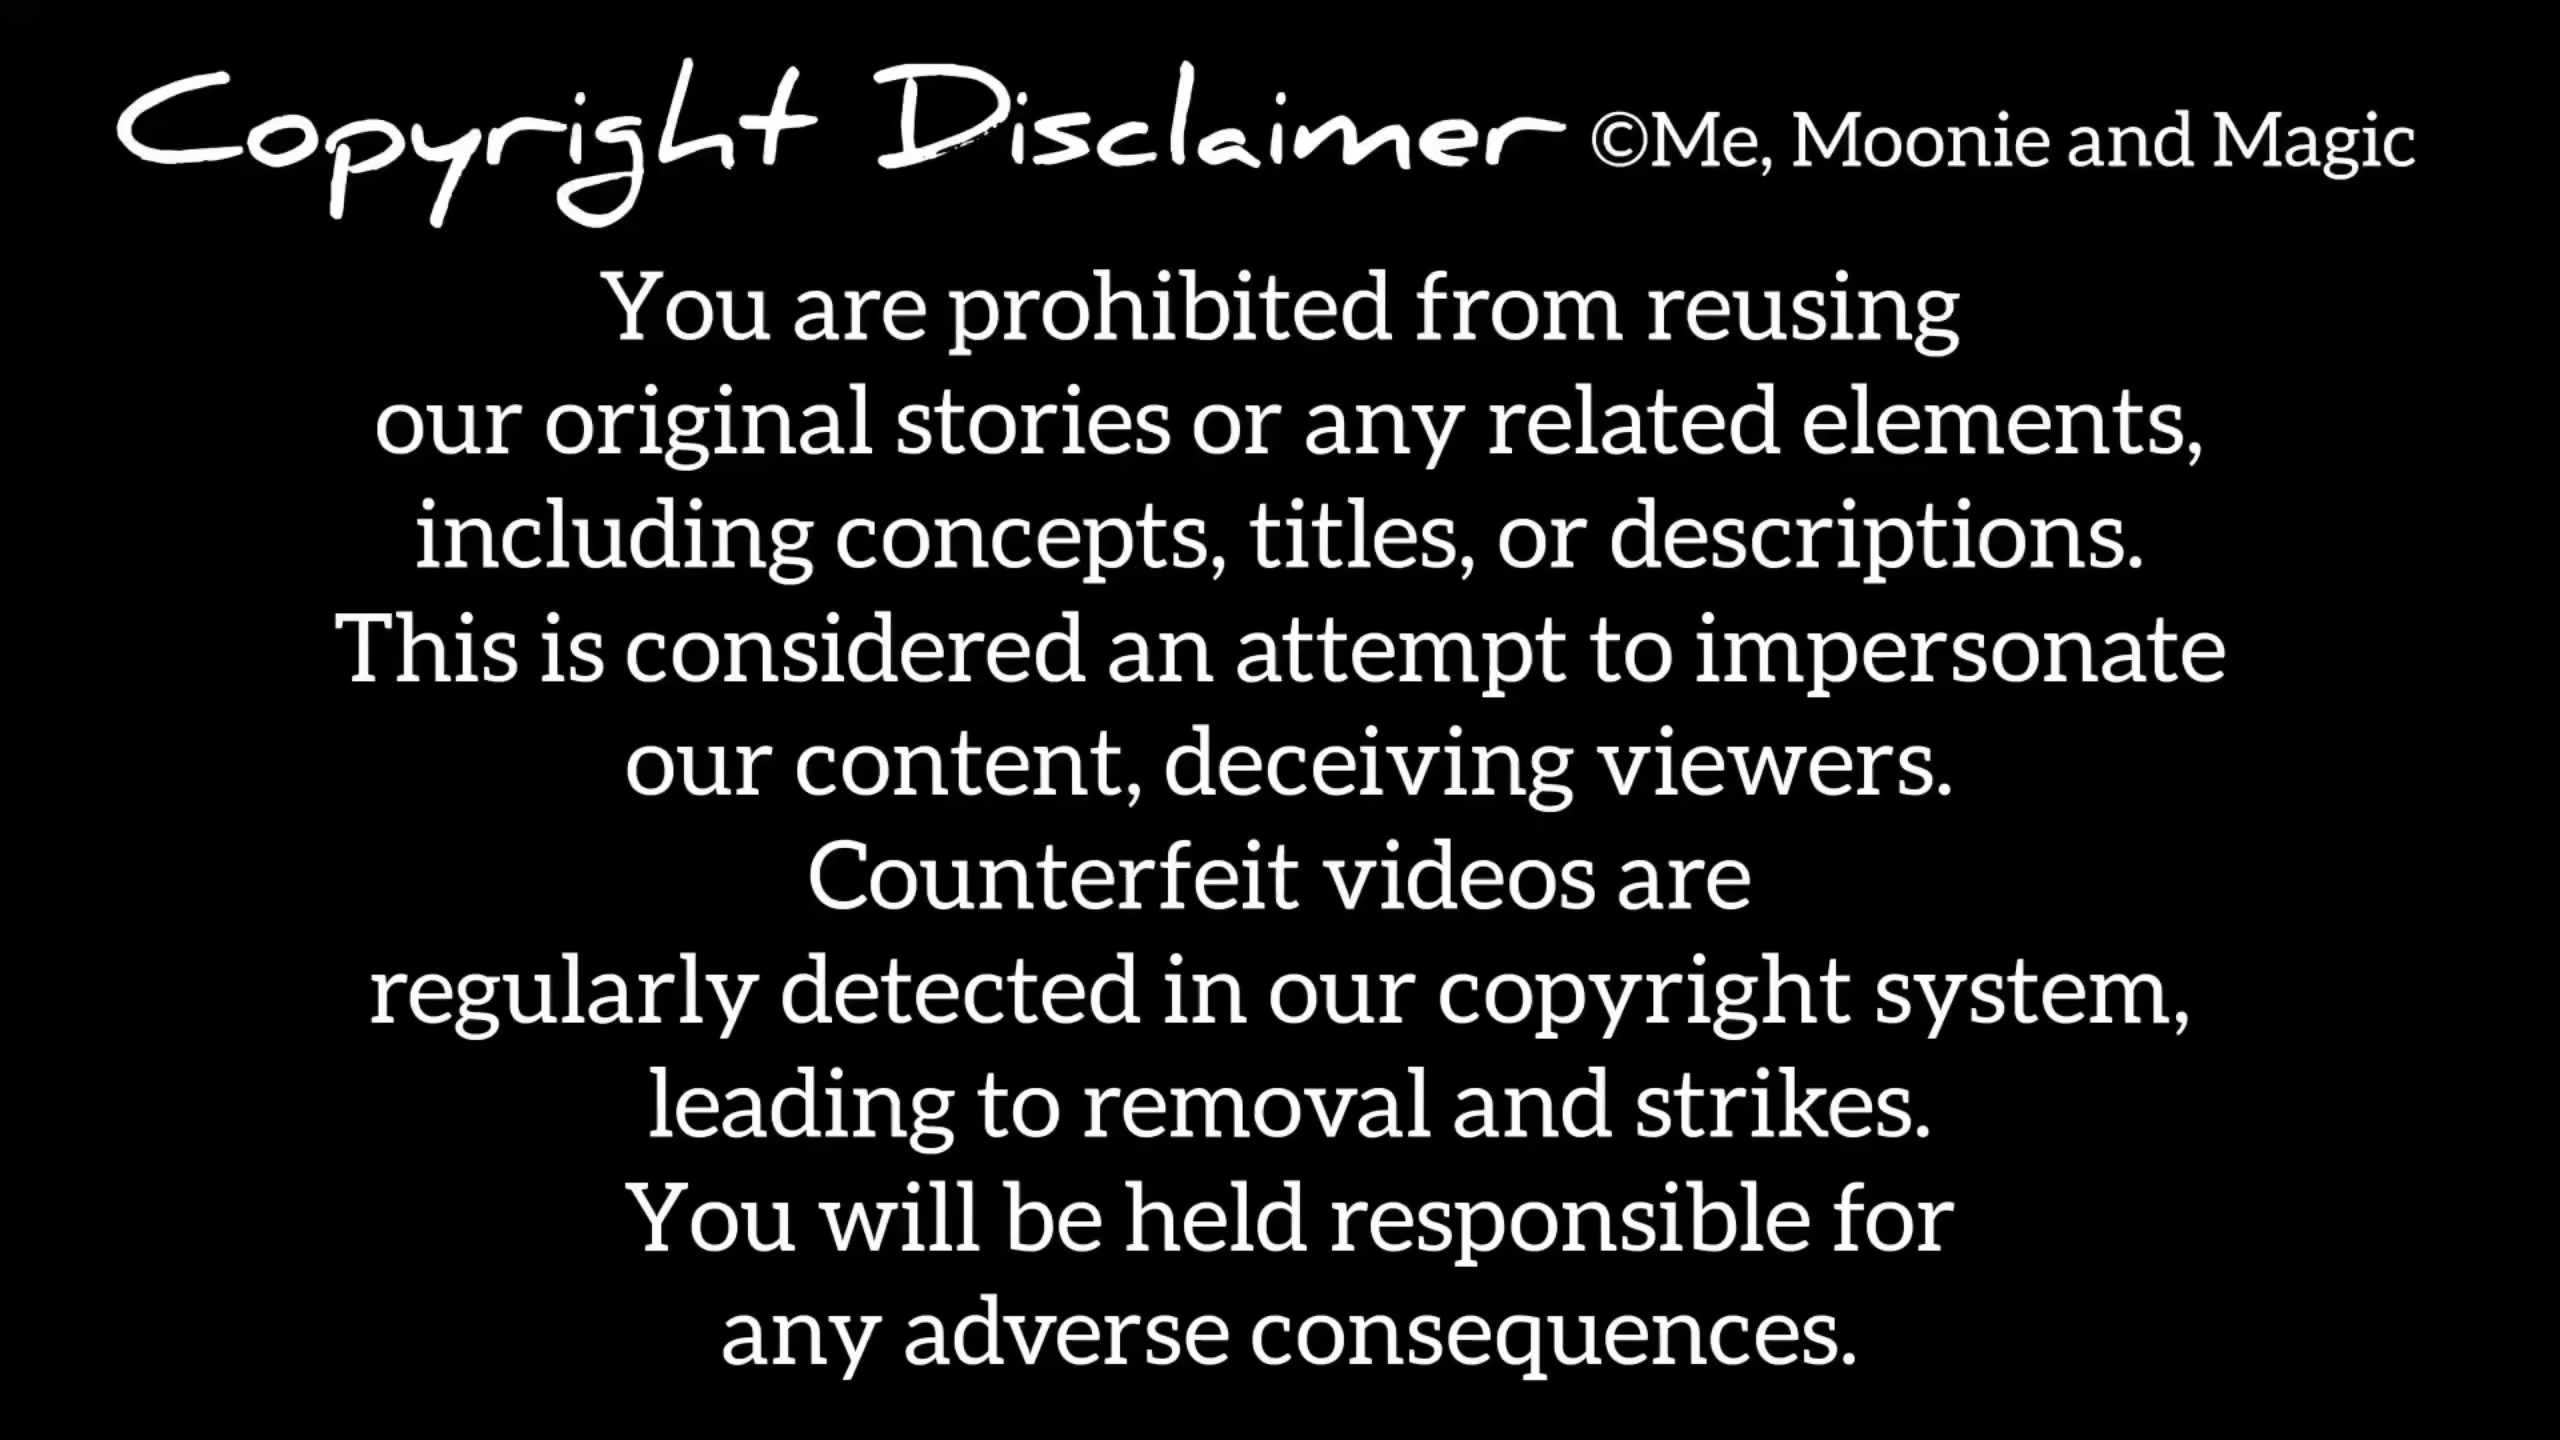 Copyright Disclaimer ©Me, Moonie and Magic
You are prohibited from reusing
our original stories or any related elements,
including concepts, titles, or descriptions.
This is considered an attempt to impersonate
our content, deceiving viewers.
Counterfeit videos are
regularly detected in our copyright system,
leading to removal and strikes.
You will be held responsible for
any adverse consequences.